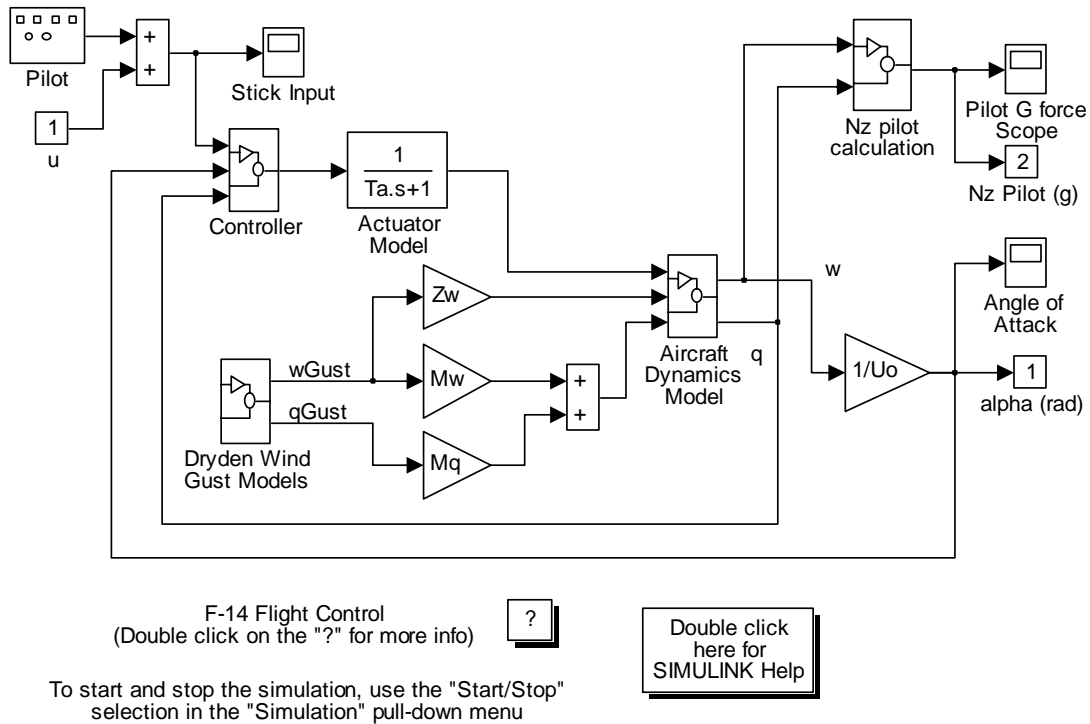 +
+
Pilot
Stick Input
1
u
Controller
1
Ta.s+1
Actuator
Model
Nz pilot
calculation
Pilot G force
Scope
2
Nz Pilot (g)
Zw
wGust
Mw
qGust
Mq
Dryden Wind
Gust Models
+
+
Aircraft
Dynamics
Model
w
q
1/Uo
Angle of
Attack
1
alpha (rad)
F-14 Flight Control
(Double click on the "?" for more info)
?
Double click
here for
SIMULINK Help
To start and stop the simulation, use the "Start/Stop"
selection in the "Simulation" pull-down menu